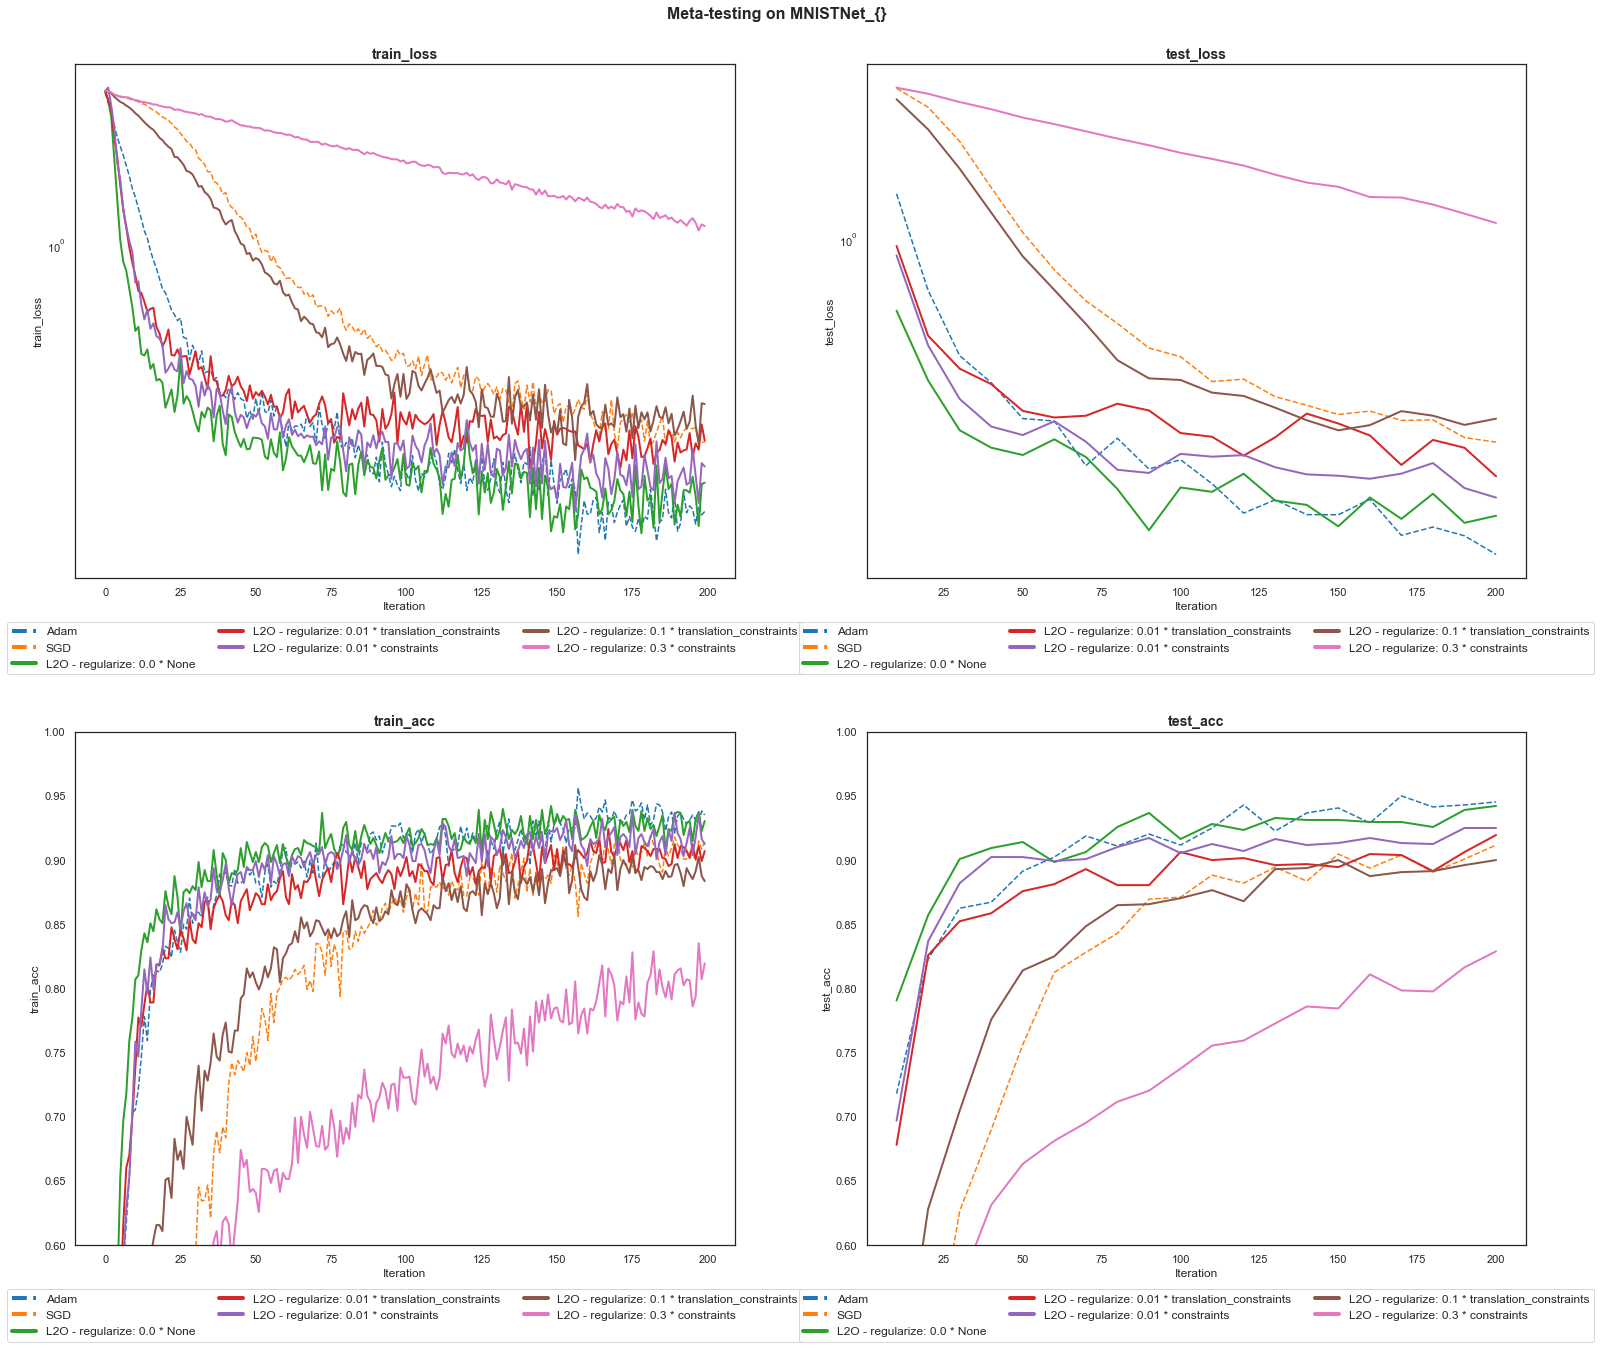 Meta-testing on MNISTNet_{}
train_loss
train_loss
10^0
0 25 50 75 100 125 150 175 200
Iteration
Adam L2O - regularize: 0.01 * translation_constraints L2O - regularize: 0.1 * translation_constraints
SGD L2O - regularize: 0.01 * constraints L2O - regularize: 0.3 * constraints
L2O - regularize: 0.0 * None
test_loss
test_loss
10^0
25 50 75 100 125 150 175 200
Iteration
Adam L2O - regularize: 0.01 * translation_constraints L2O - regularize: 0.1 * translation_constraints
SGD L2O - regularize: 0.01 * constraints L2O - regularize: 0.3 * constraints
L2O - regularize: 0.0 * None
train_acc
train_acc
1.00
0.95
0.90
0.85
0.80
0.75
0.70
0.65
0.60
0 25 50 75 100 125 150 175 200
Iteration
Adam L2O - regularize: 0.01 * translation_constraints L2O - regularize: 0.1 * translation_constraints
SGD L2O - regularize: 0.01 * constraints L2O - regularize: 0.3 * constraints
L2O - regularize: 0.0 * None
test_acc
test_acc
1.00
0.95
0.90
0.85
0.80
0.75
0.70
0.65
0.60
25 50 75 100 125 150 175 200
Iteration
Adam L2O - regularize: 0.01 * translation_constraints L2O - regularize: 0.1 * translation_constraints
SGD L2O - regularize: 0.01 * constraints L2O - regularize: 0.3 * constraints
L2O - regularize: 0.0 * None